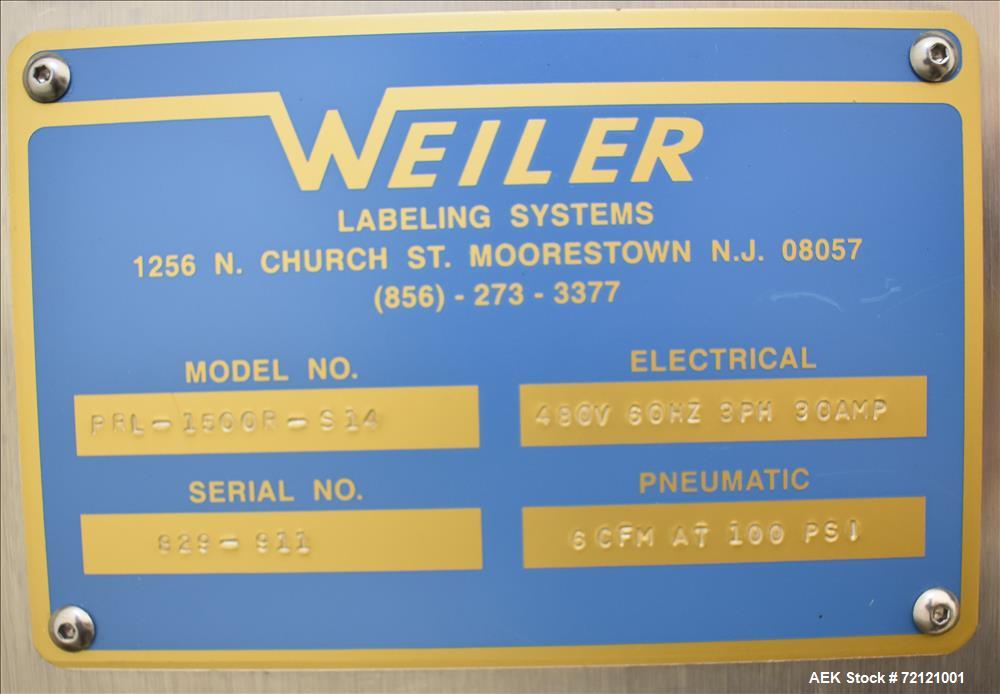 WEILER
LABELING SYSTEMS
1256 N. CHURCH ST. MOORESTOWN N.J. 08057
(856) - 273 - 3377
MODEL NO.
PRL-1500R-S14
SERIAL NO.
829-911
ELECTRICAL
480V 60HZ 3PH 30AMP
PNEUMATIC
6 CFM AT 100 PSI
AEK Stock # 72121001